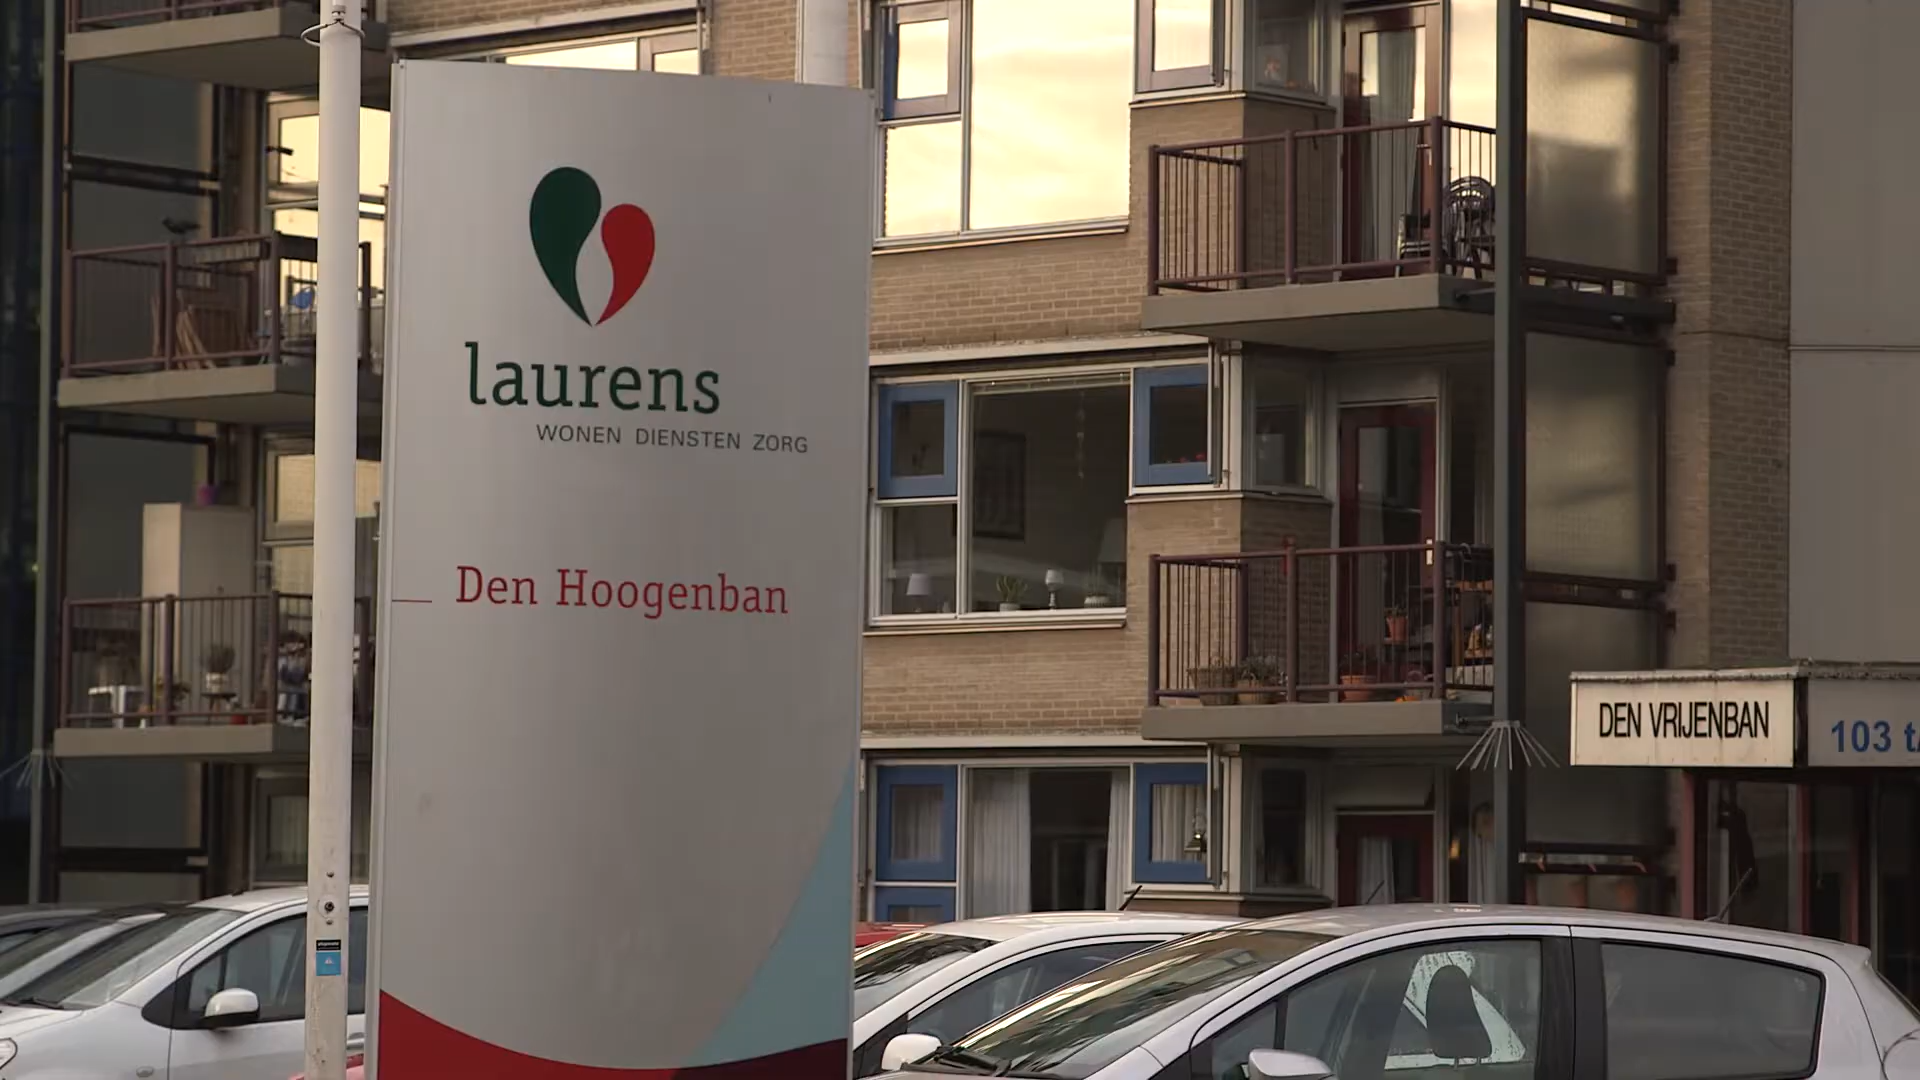 laurens
WONEN DIENSTEN ZORG
Den Hoogenban
DEN VRIJENBAN
103 t/